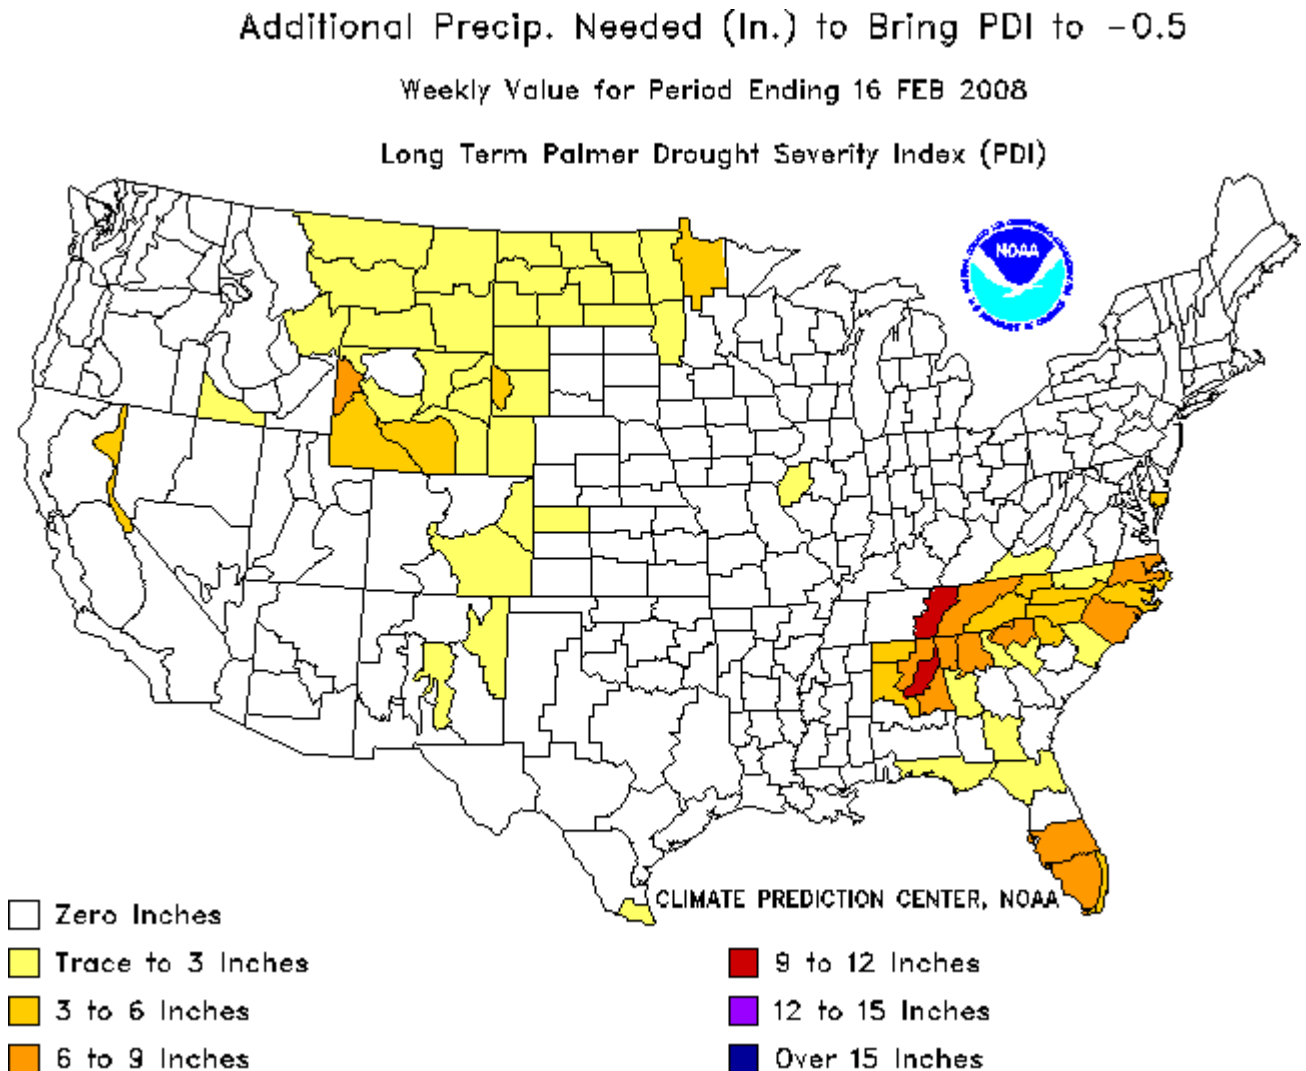 Additional Precip. Needed (In.) to Bring PDI to -0.5
Weekly Value for Period Ending 16 FEB 2008
Long Term Palmer Drought Severity Index (PDI)
NOAA
CLIMATE PREDICTION CENTER, NOAA
Zero Inches
Trace to 3 Inches
3 to 6 Inches
6 to 9 Inches
9 to 12 Inches
12 to 15 Inches
Over 15 Inches